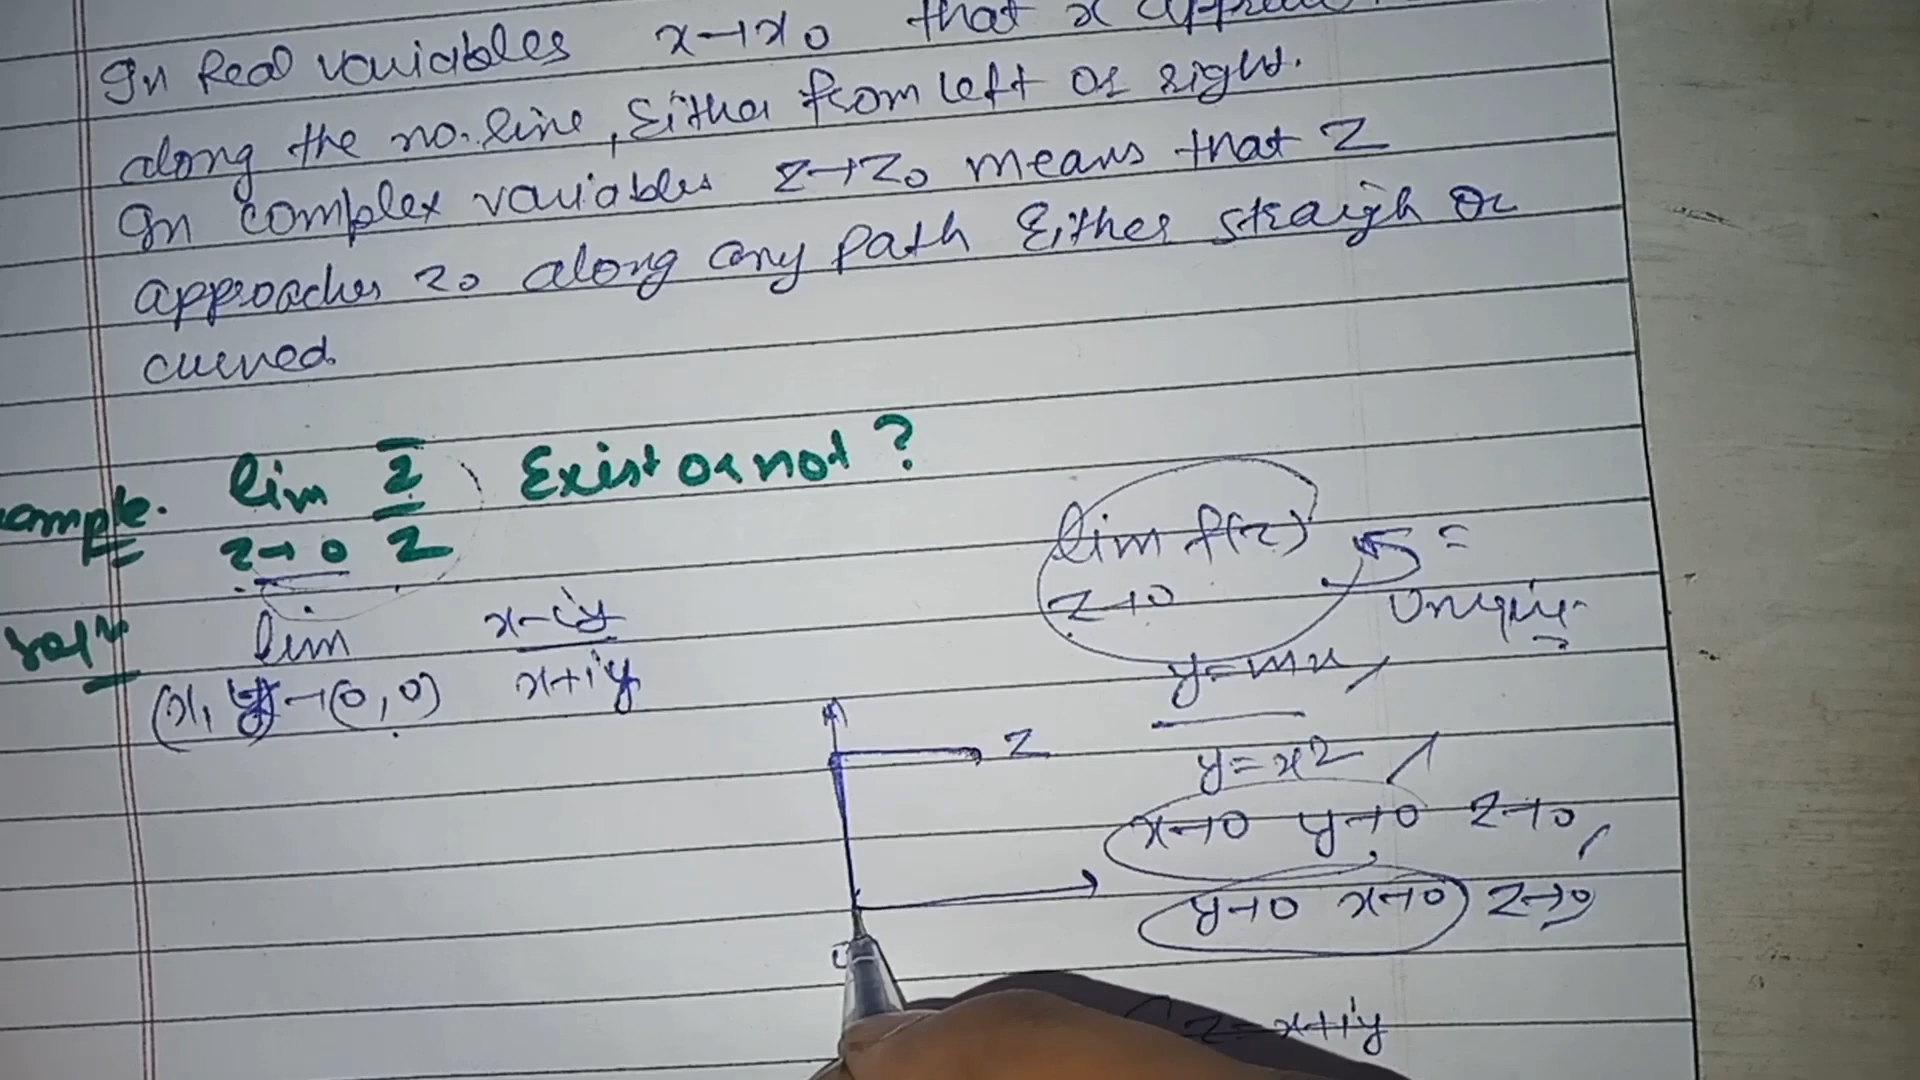 In Real variables x→x₀ that x
along the no. line, Either from left or right.
In complex variables z→z₀ means that z
approaches z₀ along any path Either straigh or
curved.
lim z̄ Exist or not?
z→0 z
Solⁿ lim x-iy
(x, y)→(0,0) x+iy
lim f(z) 5 =
z→0 Unique
y=mx,
y=x²
z
x→0 y→0 z→0,
y→0 x→0 z→0
z=x+iy